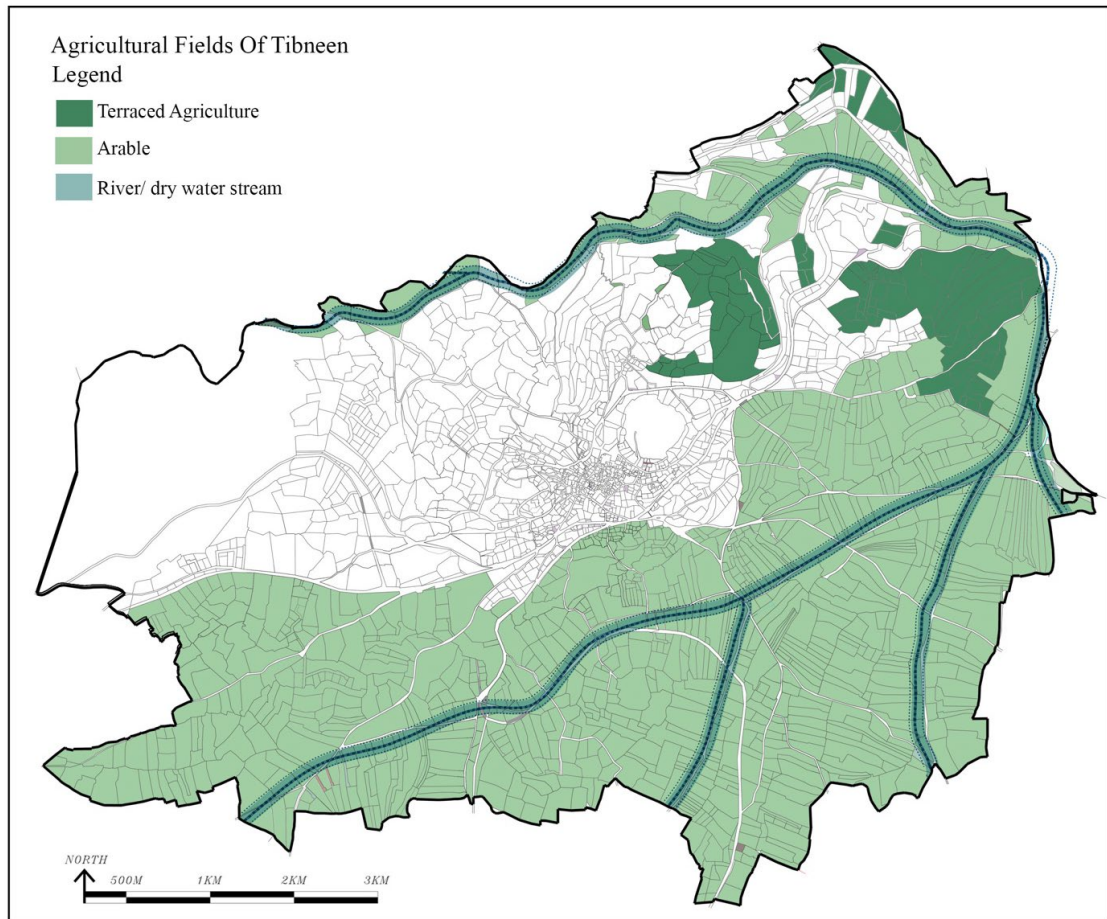 Agricultural Fields Of Tibneen
Legend
Terraced Agriculture
Arable
River/ dry water stream
NORTH
500M 1KM 2KM 3KM